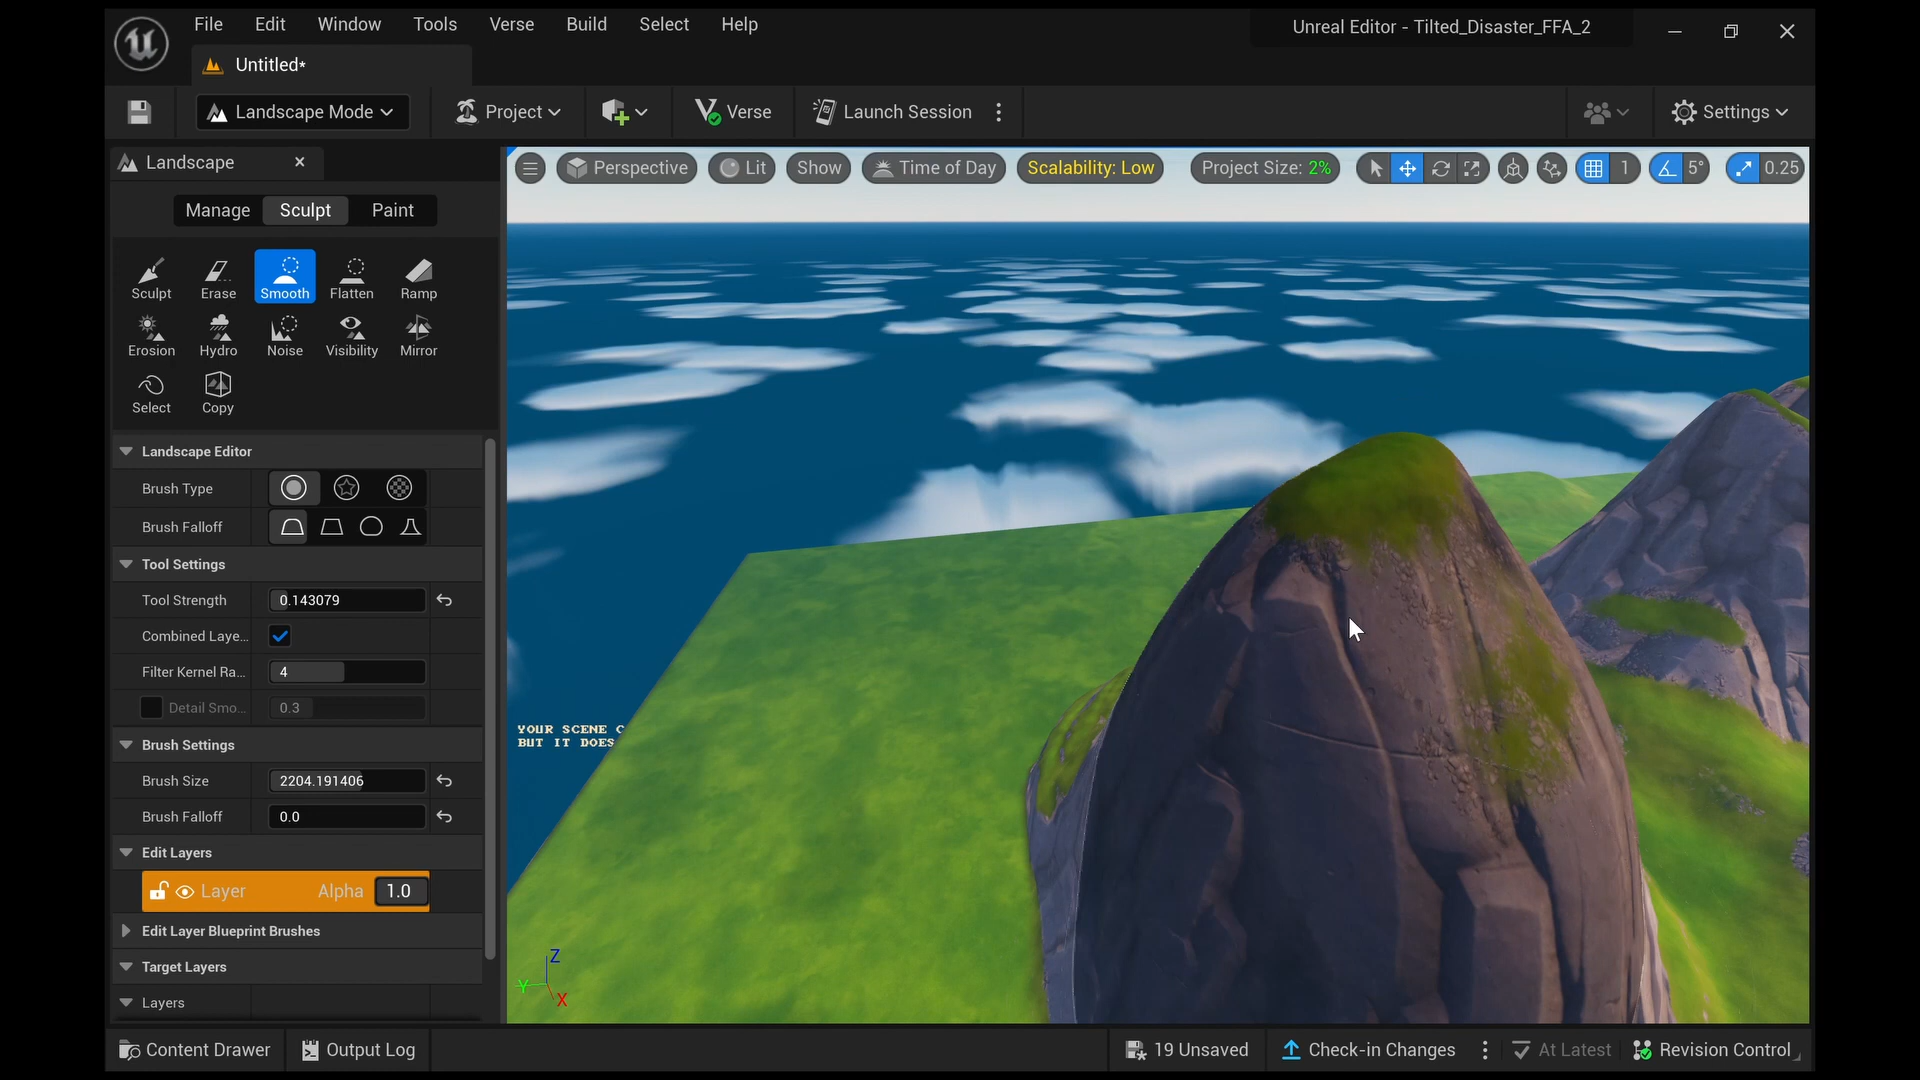 File Edit Window Tools Verse Build Select Help
Unreal Editor - Tilted_Disaster_FFA_2
Untitled*
Landscape Mode Project Verse Launch Session Settings
Landscape
Perspective Lit Show Time of Day Scalability: Low Project Size: 2% 1 5° 0.25
Manage Sculpt Paint
Sculpt Erase Smooth Flatten Ramp
Erosion Hydro Noise Visibility Mirror
Select Copy
Landscape Editor
Brush Type
Brush Falloff
Tool Settings
Tool Strength 0.143079
Combined Laye...
Filter Kernel Ra... 4
Detail Smo... 0.3
YOUR SCENE C
BUT IT DOES
Brush Settings
Brush Size 2204.191406
Brush Falloff 0.0
Edit Layers
Layer Alpha 1.0
Edit Layer Blueprint Brushes
Target Layers
Layers
Z
Y
X
Content Drawer Output Log 19 Unsaved Check-in Changes At Latest Revision Control